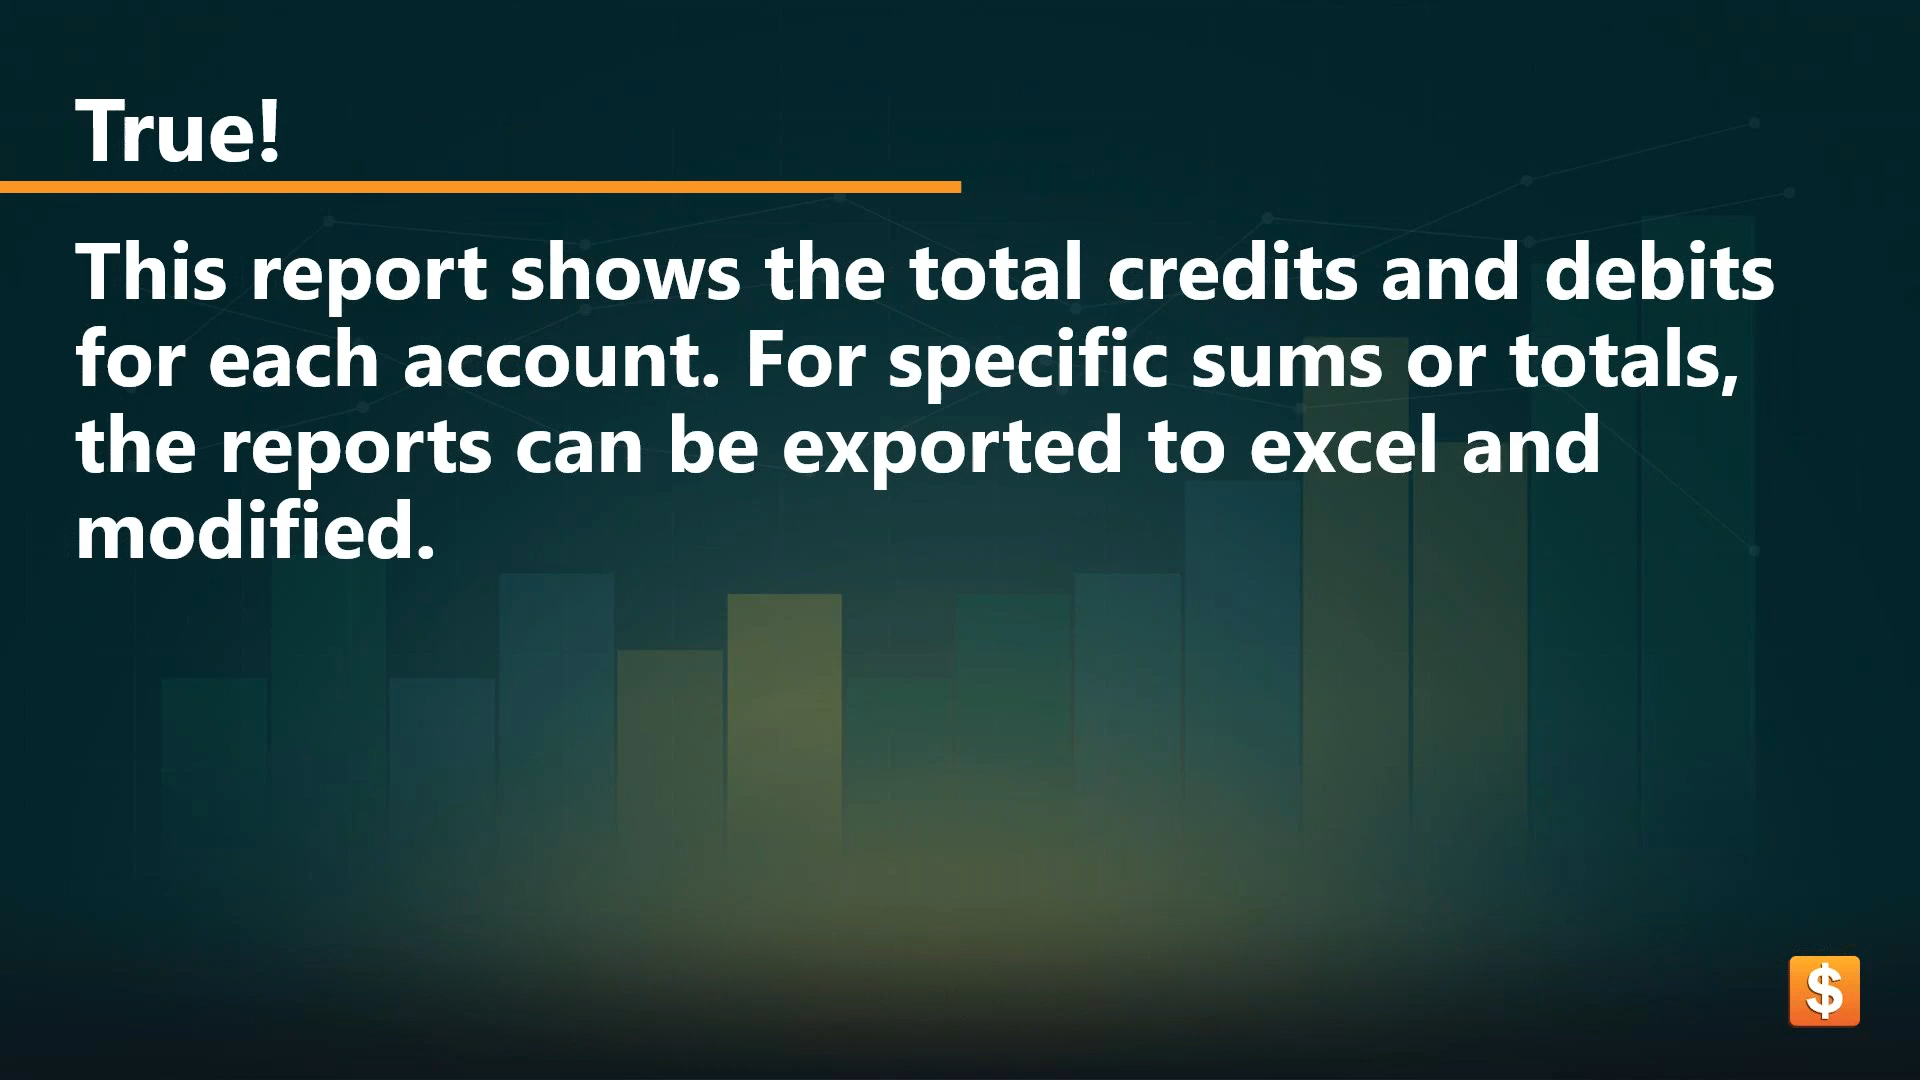 True!
This report shows the total credits and debits
for each account. For specific sums or totals,
the reports can be exported to excel and
modified.
$